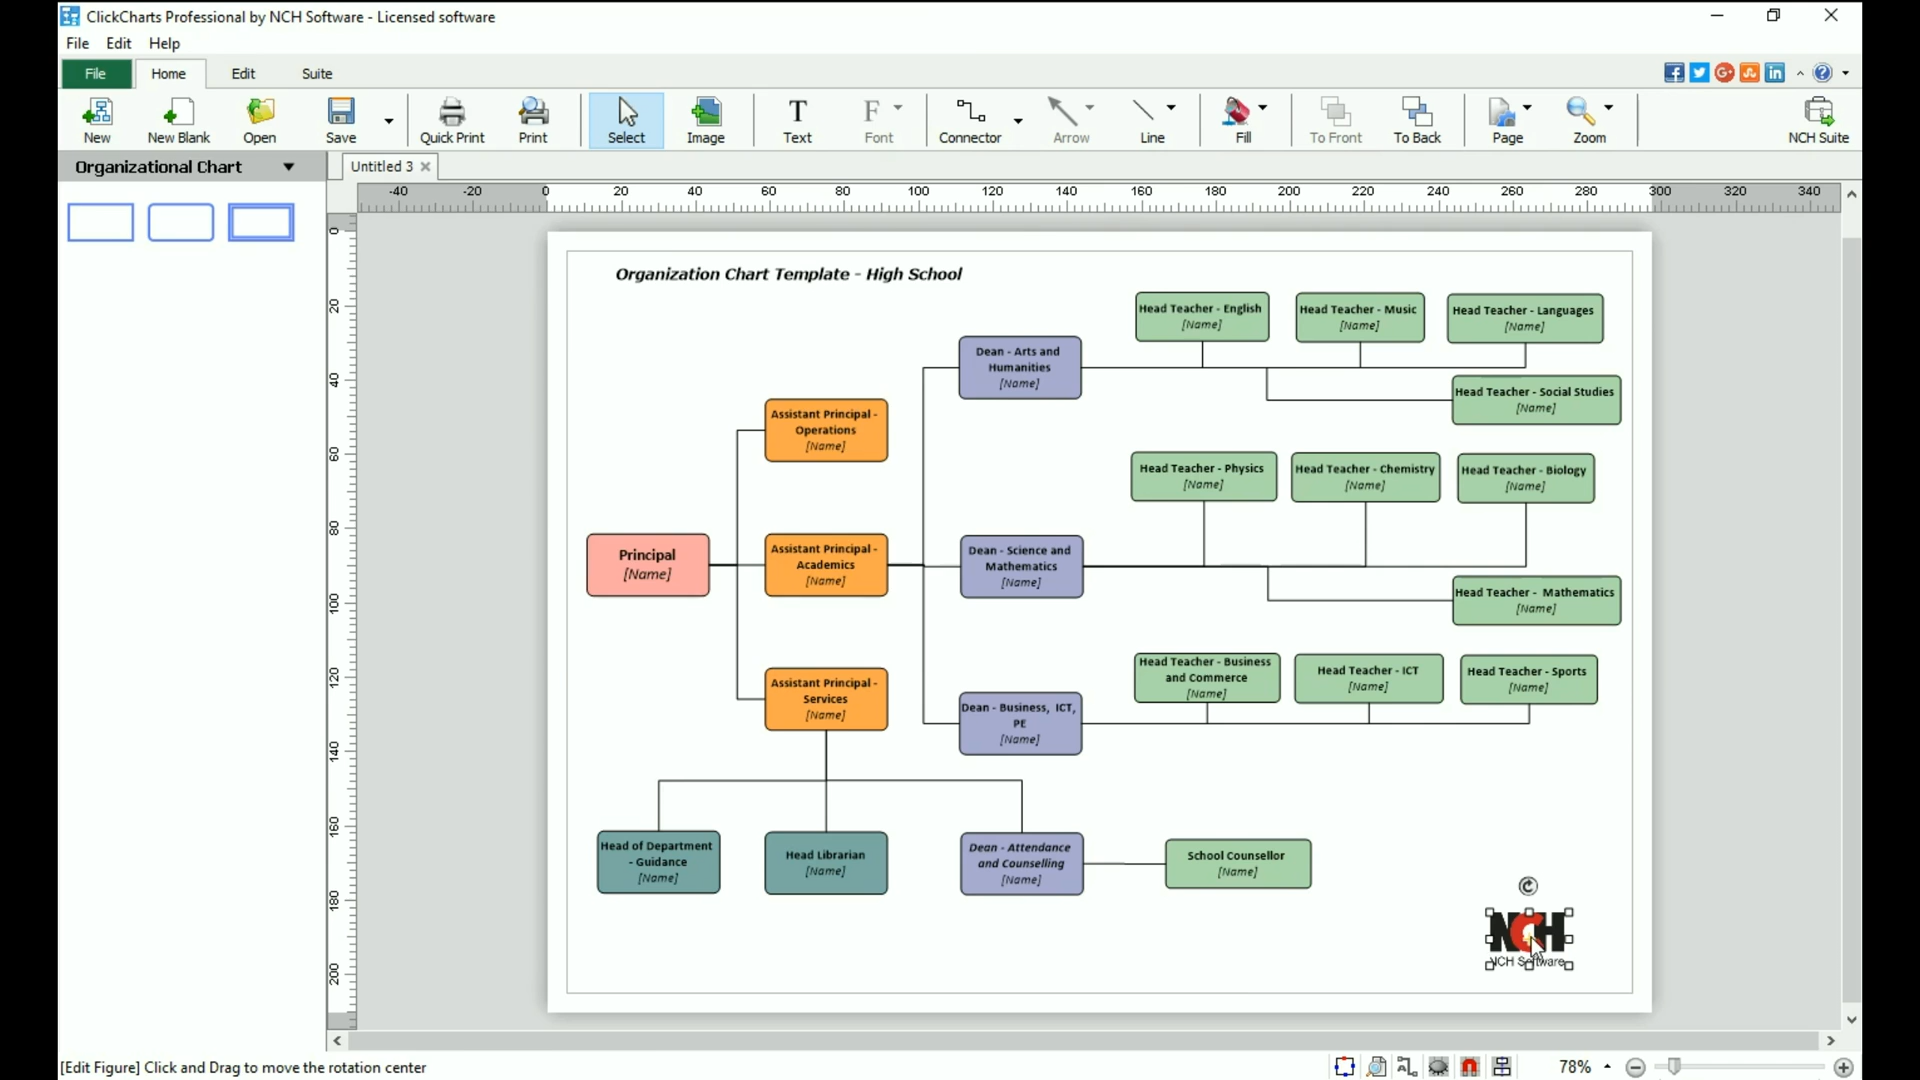 ClickCharts Professional by NCH Software - Licensed software
File Edit Help
File Home Edit Suite
New New Blank Open Save Quick Print Print Select Image Text Font Connector Arrow Line Fill To Front To Back Page Zoom NCH Suite
Organizational Chart
Untitled 3
-40 -20 0 20 40 60 80 100 120 140 160 180 200 220 240 260 280 300 320 340
0
20
40
60
80
100
120
140
160
180
200
Organization Chart Template - High School
Head Teacher - English
[Name]
Head Teacher - Music
[Name]
Head Teacher - Languages
[Name]
Dean - Arts and
Humanities
[Name]
Head Teacher - Social Studies
[Name]
Assistant Principal -
Operations
[Name]
Head Teacher - Physics
[Name]
Head Teacher - Chemistry
[Name]
Head Teacher - Biology
[Name]
Principal
[Name]
Assistant Principal -
Academics
[Name]
Dean - Science and
Mathematics
[Name]
Head Teacher - Mathematics
[Name]
Head Teacher - Business
and Commerce
[Name]
Head Teacher - ICT
[Name]
Head Teacher - Sports
[Name]
Assistant Principal -
Services
[Name]
Dean - Business, ICT,
PE
[Name]
Head of Department
- Guidance
[Name]
Head Librarian
[Name]
Dean - Attendance
and Counselling
[Name]
School Counsellor
[Name]
NCH
NCH Software
[Edit Figure] Click and Drag to move the rotation center
78%